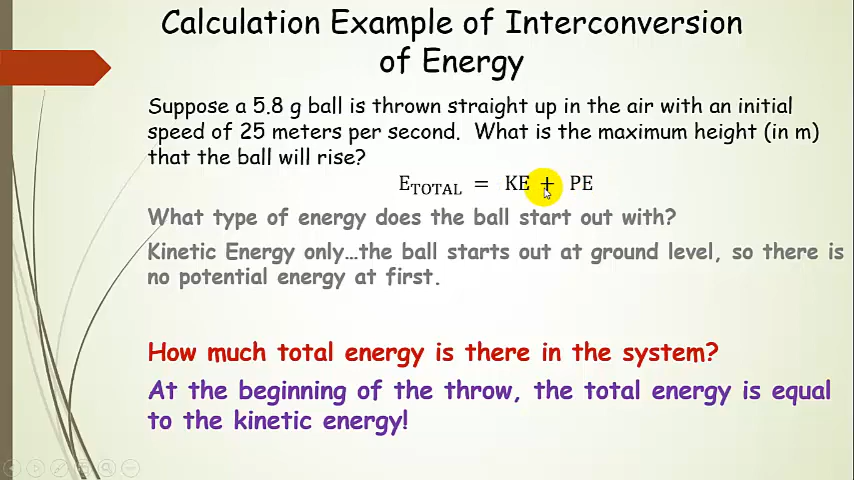 Calculation Example of Interconversion
of Energy
Suppose a 5.8 g ball is thrown straight up in the air with an initial
speed of 25 meters per second. What is the maximum height (in m)
that the ball will rise?
E_TOTAL = KE + PE
What type of energy does the ball start out with?
Kinetic Energy only…the ball starts out at ground level, so there is
no potential energy at first.
How much total energy is there in the system?
At the beginning of the throw, the total energy is equal
to the kinetic energy!